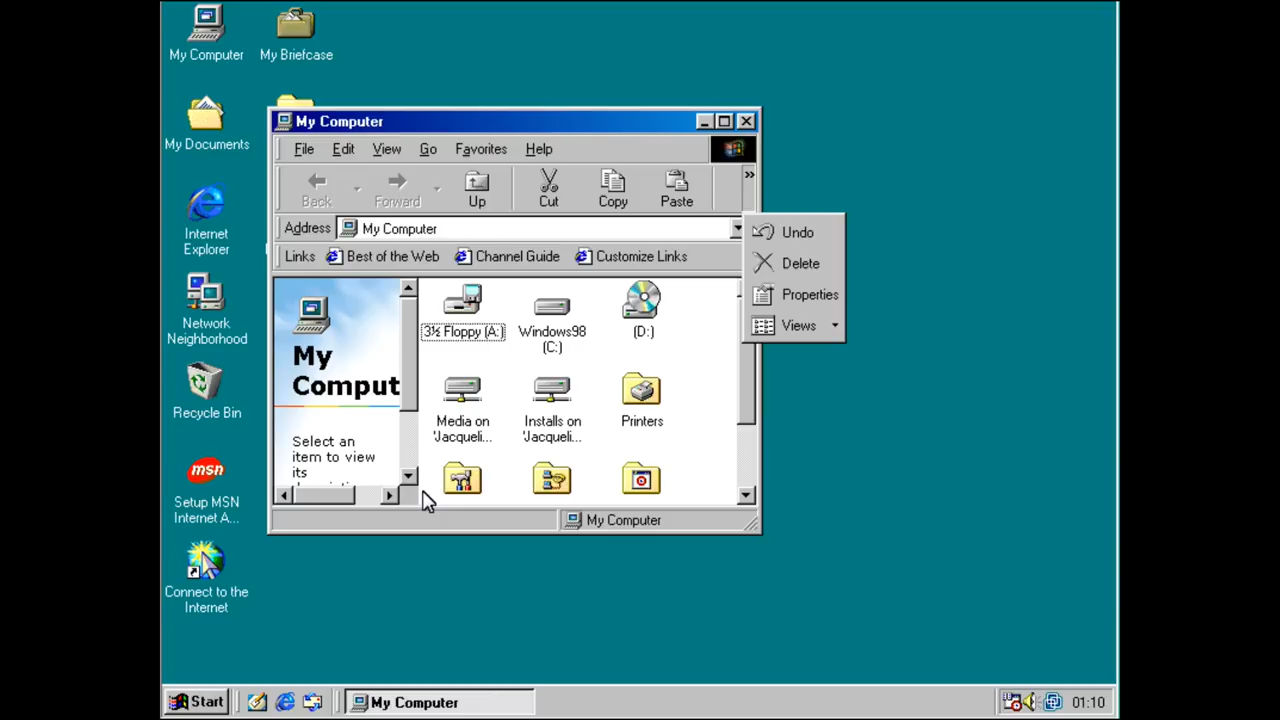 My Computer
My Briefcase
My Documents
Internet
Explorer
Network
Neighborhood
Recycle Bin
msn
Setup MSN
Internet A...
Connect to the
Internet
My Computer
File Edit View Go Favorites Help
Back Forward Up Cut Copy Paste »
Address My Computer
Links Best of the Web Channel Guide Customize Links
Undo
Delete
Properties
Views
My
Comput
Select an
item to view
its
3½ Floppy (A:)
Windows98
(C:)
(D:)
Media on
'Jacqueli...
Installs on
'Jacqueli...
Printers
My Computer
Start My Computer 01:10